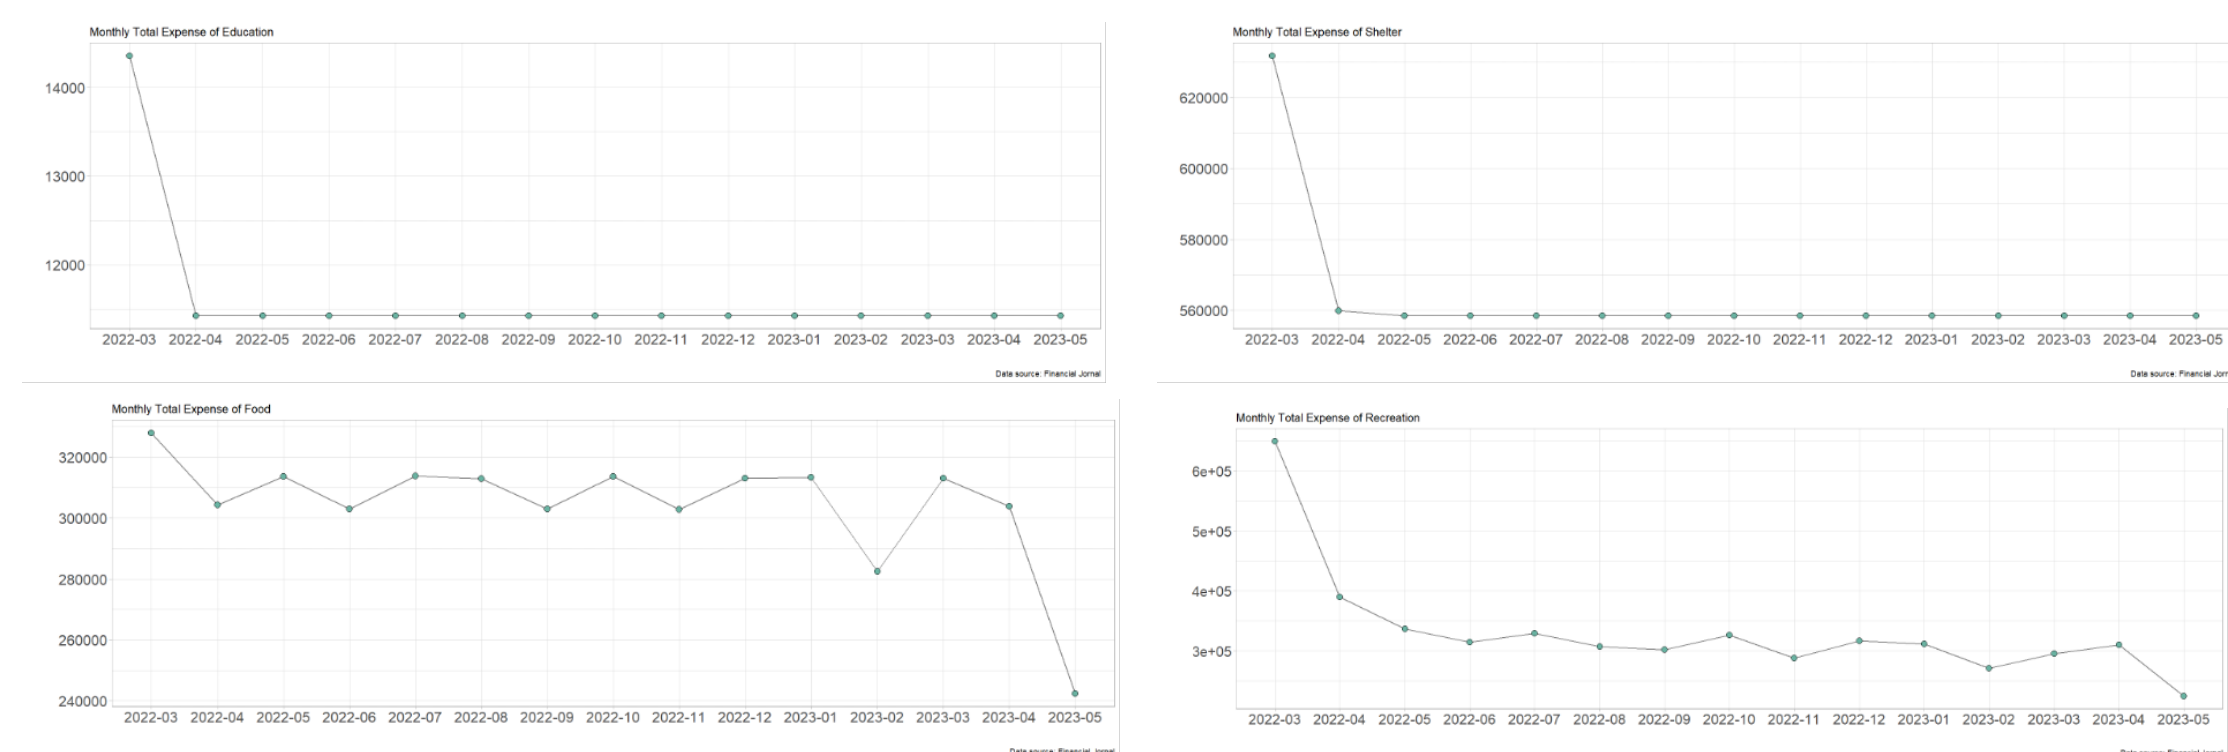 Monthly Total Expense of Education
14000
13000
12000
2022-03 2022-04 2022-05 2022-06 2022-07 2022-08 2022-09 2022-10 2022-11 2022-12 2023-01 2023-02 2023-03 2023-04 2023-05
Data source: Financial Jornal
Monthly Total Expense of Shelter
620000
600000
580000
560000
2022-03 2022-04 2022-05 2022-06 2022-07 2022-08 2022-09 2022-10 2022-11 2022-12 2023-01 2023-02 2023-03 2023-04 2023-05
Data source: Financial Jorr
Monthly Total Expense of Food
320000
300000
280000
260000
240000
2022-03 2022-04 2022-05 2022-06 2022-07 2022-08 2022-09 2022-10 2022-11 2022-12 2023-01 2023-02 2023-03 2023-04 2023-05
Data source: Financial Jornal
Monthly Total Expense of Recreation
6e+05
5e+05
4e+05
3e+05
2022-03 2022-04 2022-05 2022-06 2022-07 2022-08 2022-09 2022-10 2022-11 2022-12 2023-01 2023-02 2023-03 2023-04 2023-05
Data source: Financial Jornal